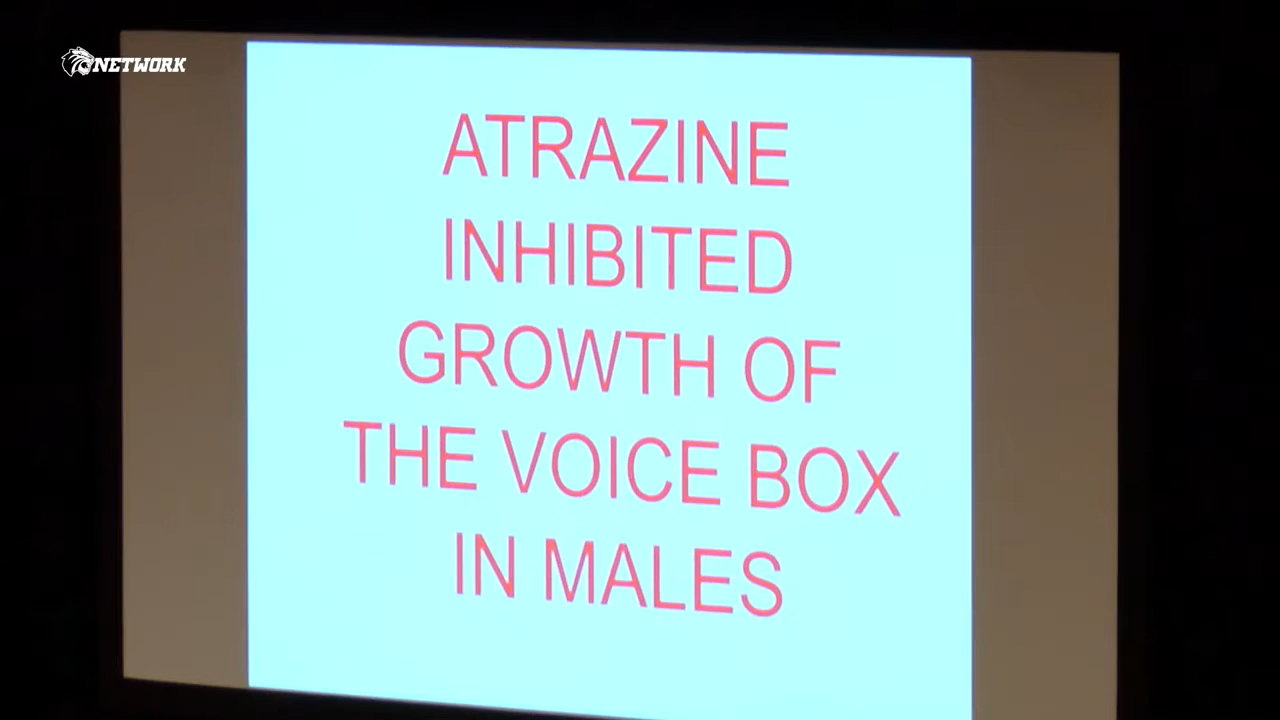 NETWORK
ATRAZINE
INHIBITED
GROWTH OF
THE VOICE BOX
IN MALES